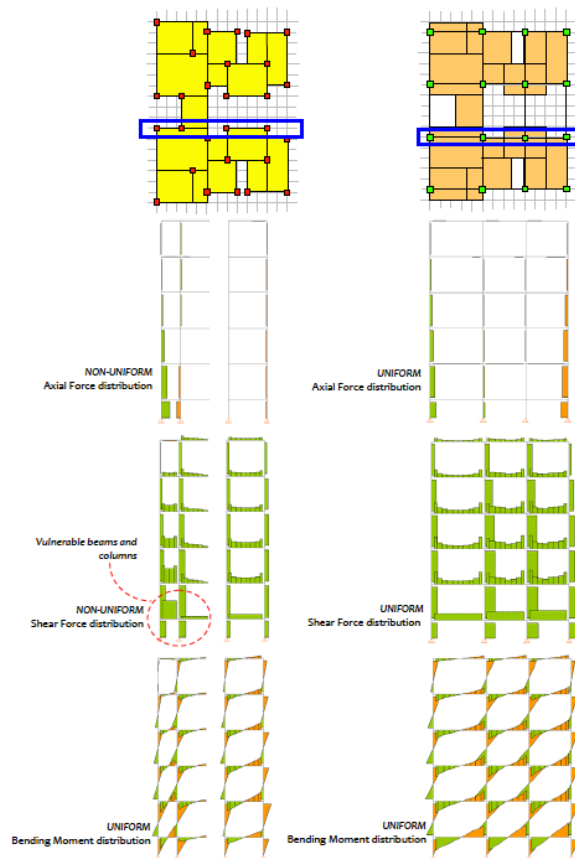 NON-UNIFORM
Axial Force distribution
UNIFORM
Axial Force distribution
Vulnerable beams and
columns
NON-UNIFORM
Shear Force distribution
UNIFORM
Shear Force distribution
UNIFORM
Bending Moment distribution
UNIFORM
Bending Moment distribution